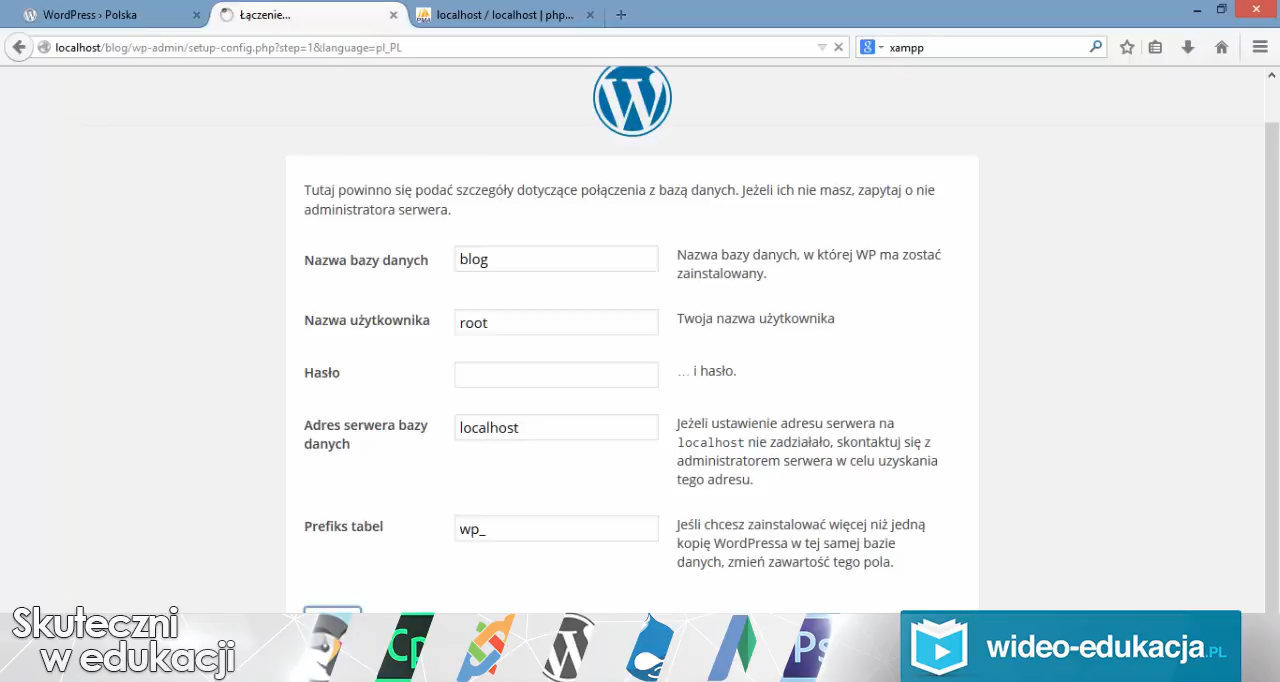 WordPress › Polska
Łączenie...
localhost / localhost | php...
localhost/blog/wp-admin/setup-config.php?step=1&language=pl_PL
xampp
Tutaj powinno się podać szczegóły dotyczące połączenia z bazą danych. Jeżeli ich nie masz, zapytaj o nie
administratora serwera.
Nazwa bazy danych
blog
Nazwa bazy danych, w której WP ma zostać
zainstalowany.
Nazwa użytkownika
root
Twoja nazwa użytkownika
Hasło
… i hasło.
Adres serwera bazy
danych
localhost
Jeżeli ustawienie adresu serwera na
localhost nie zadziałało, skontaktuj się z
administratorem serwera w celu uzyskania
tego adresu.
Prefiks tabel
wp_
Jeśli chcesz zainstalować więcej niż jedną
kopię WordPressa w tej samej bazie
danych, zmień zawartość tego pola.
Skuteczni
w edukacji
Cp
Ps
wideo-edukacja.PL